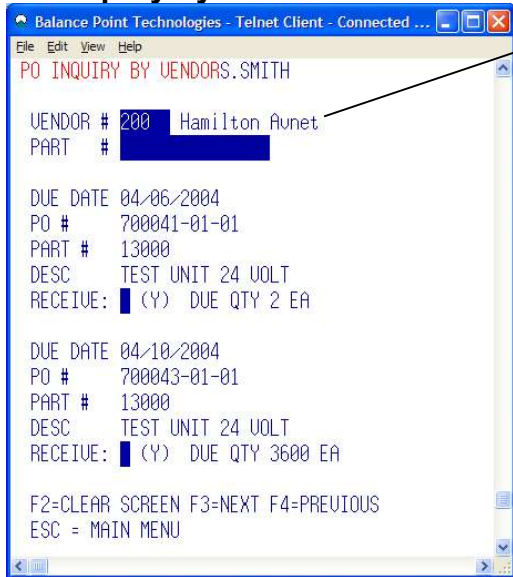 Balance Point Technologies - Telnet Client - Connected ...
File Edit View Help
PO INQUIRY BY VENDORS.SMITH
VENDOR # 200 Hamilton Avnet
PART #
DUE DATE 04/06/2004
PO # 700041-01-01
PART # 13000
DESC TEST UNIT 24 VOLT
RECEIVE: (Y) DUE QTY 2 EA
DUE DATE 04/10/2004
PO # 700043-01-01
PART # 13000
DESC TEST UNIT 24 VOLT
RECEIVE: (Y) DUE QTY 3600 EA
F2=CLEAR SCREEN F3=NEXT F4=PREVIOUS
ESC = MAIN MENU